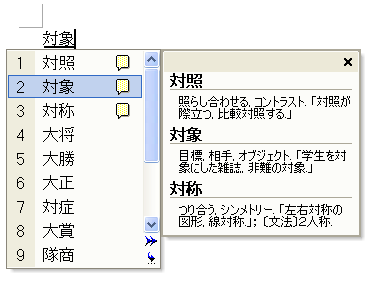 対象
1 対照
2 対象
3 対称
4 大将
5 大勝
6 大正
7 対症
8 大賞
9 隊商
対照
照らし合わせる, コントラスト. 「対照が
際立つ, 比較対照する.」
対象
目標, 相手, オブジェクト. 「学生を対
象にした雑誌, 非難の対象.」
対称
つり合う, シンメトリー. 「左右対称の
図形, 線対称.」; 〔文法〕2人称.